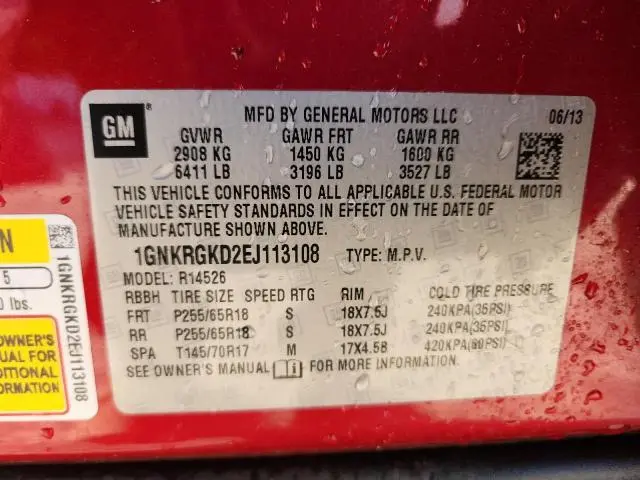 GM
®
MFD BY GENERAL MOTORS LLC 06/13
GVWR GAWR FRT GAWR RR
2908 KG 1450 KG 1600 KG
6411 LB 3196 LB 3527 LB
THIS VEHICLE CONFORMS TO ALL APPLICABLE U.S. FEDERAL MOTOR
VEHICLE SAFETY STANDARDS IN EFFECT ON THE DATE OF
MANUFACTURE SHOWN ABOVE.
1GNKRGKD2EJ113108 TYPE: M.P.V.
MODEL: R14526
RBBH TIRE SIZE SPEED RTG RIM COLD TIRE PRESSURE
FRT P255/65R18 S 18X7.5J 240KPA(35PSI)
RR P255/65R18 S 18X7.5J 240KPA(35PSI)
SPA T145/70R17 M 17X4.5B 420KPA(60PSI)
SEE OWNER'S MANUAL FOR MORE INFORMATION
N
5
0 lbs.
OWNER'S
UAL FOR
DITIONAL
ORMATION
1GNKRGKD2EJ113108